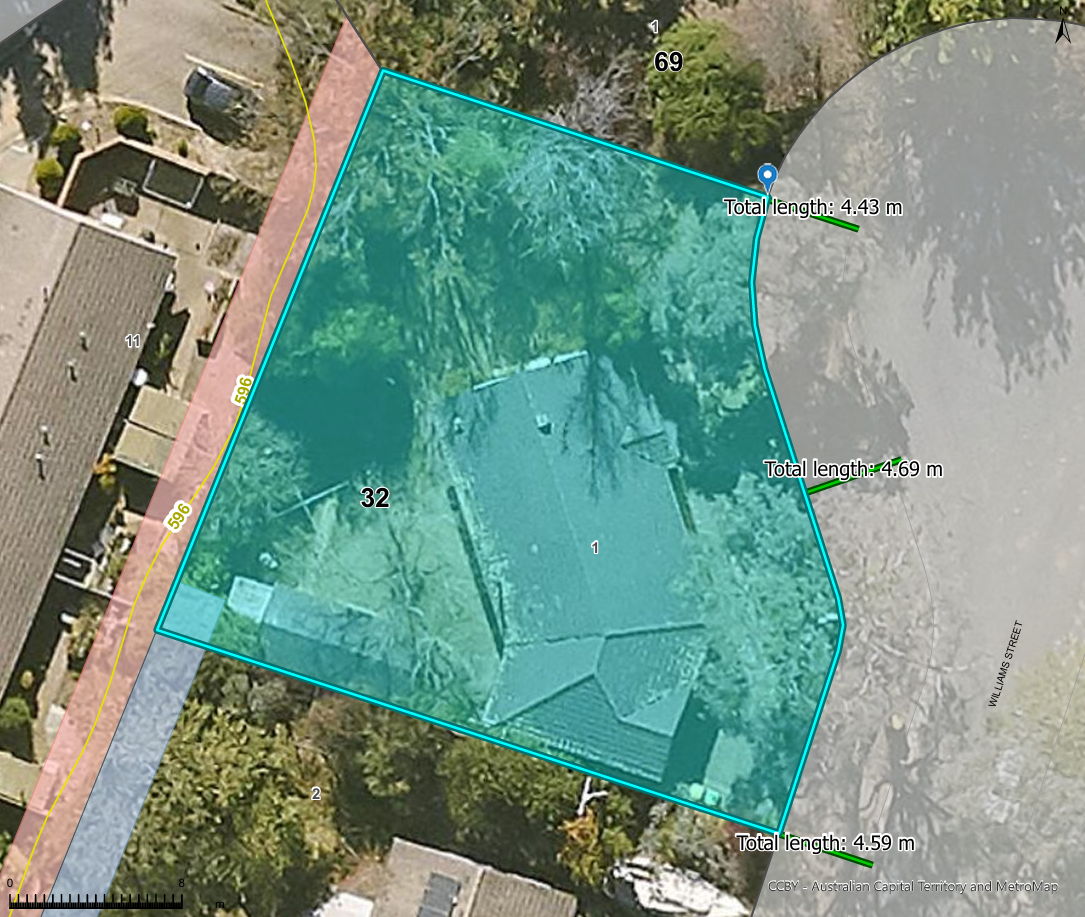 N
1
69
Total length: 4.43 m
11
596
Total length: 4.69 m
32
596
1
WILLIAMS STREET
2
Total length: 4.59 m
0 8
m
CCBY - Australian Capital Territory and MetroMap